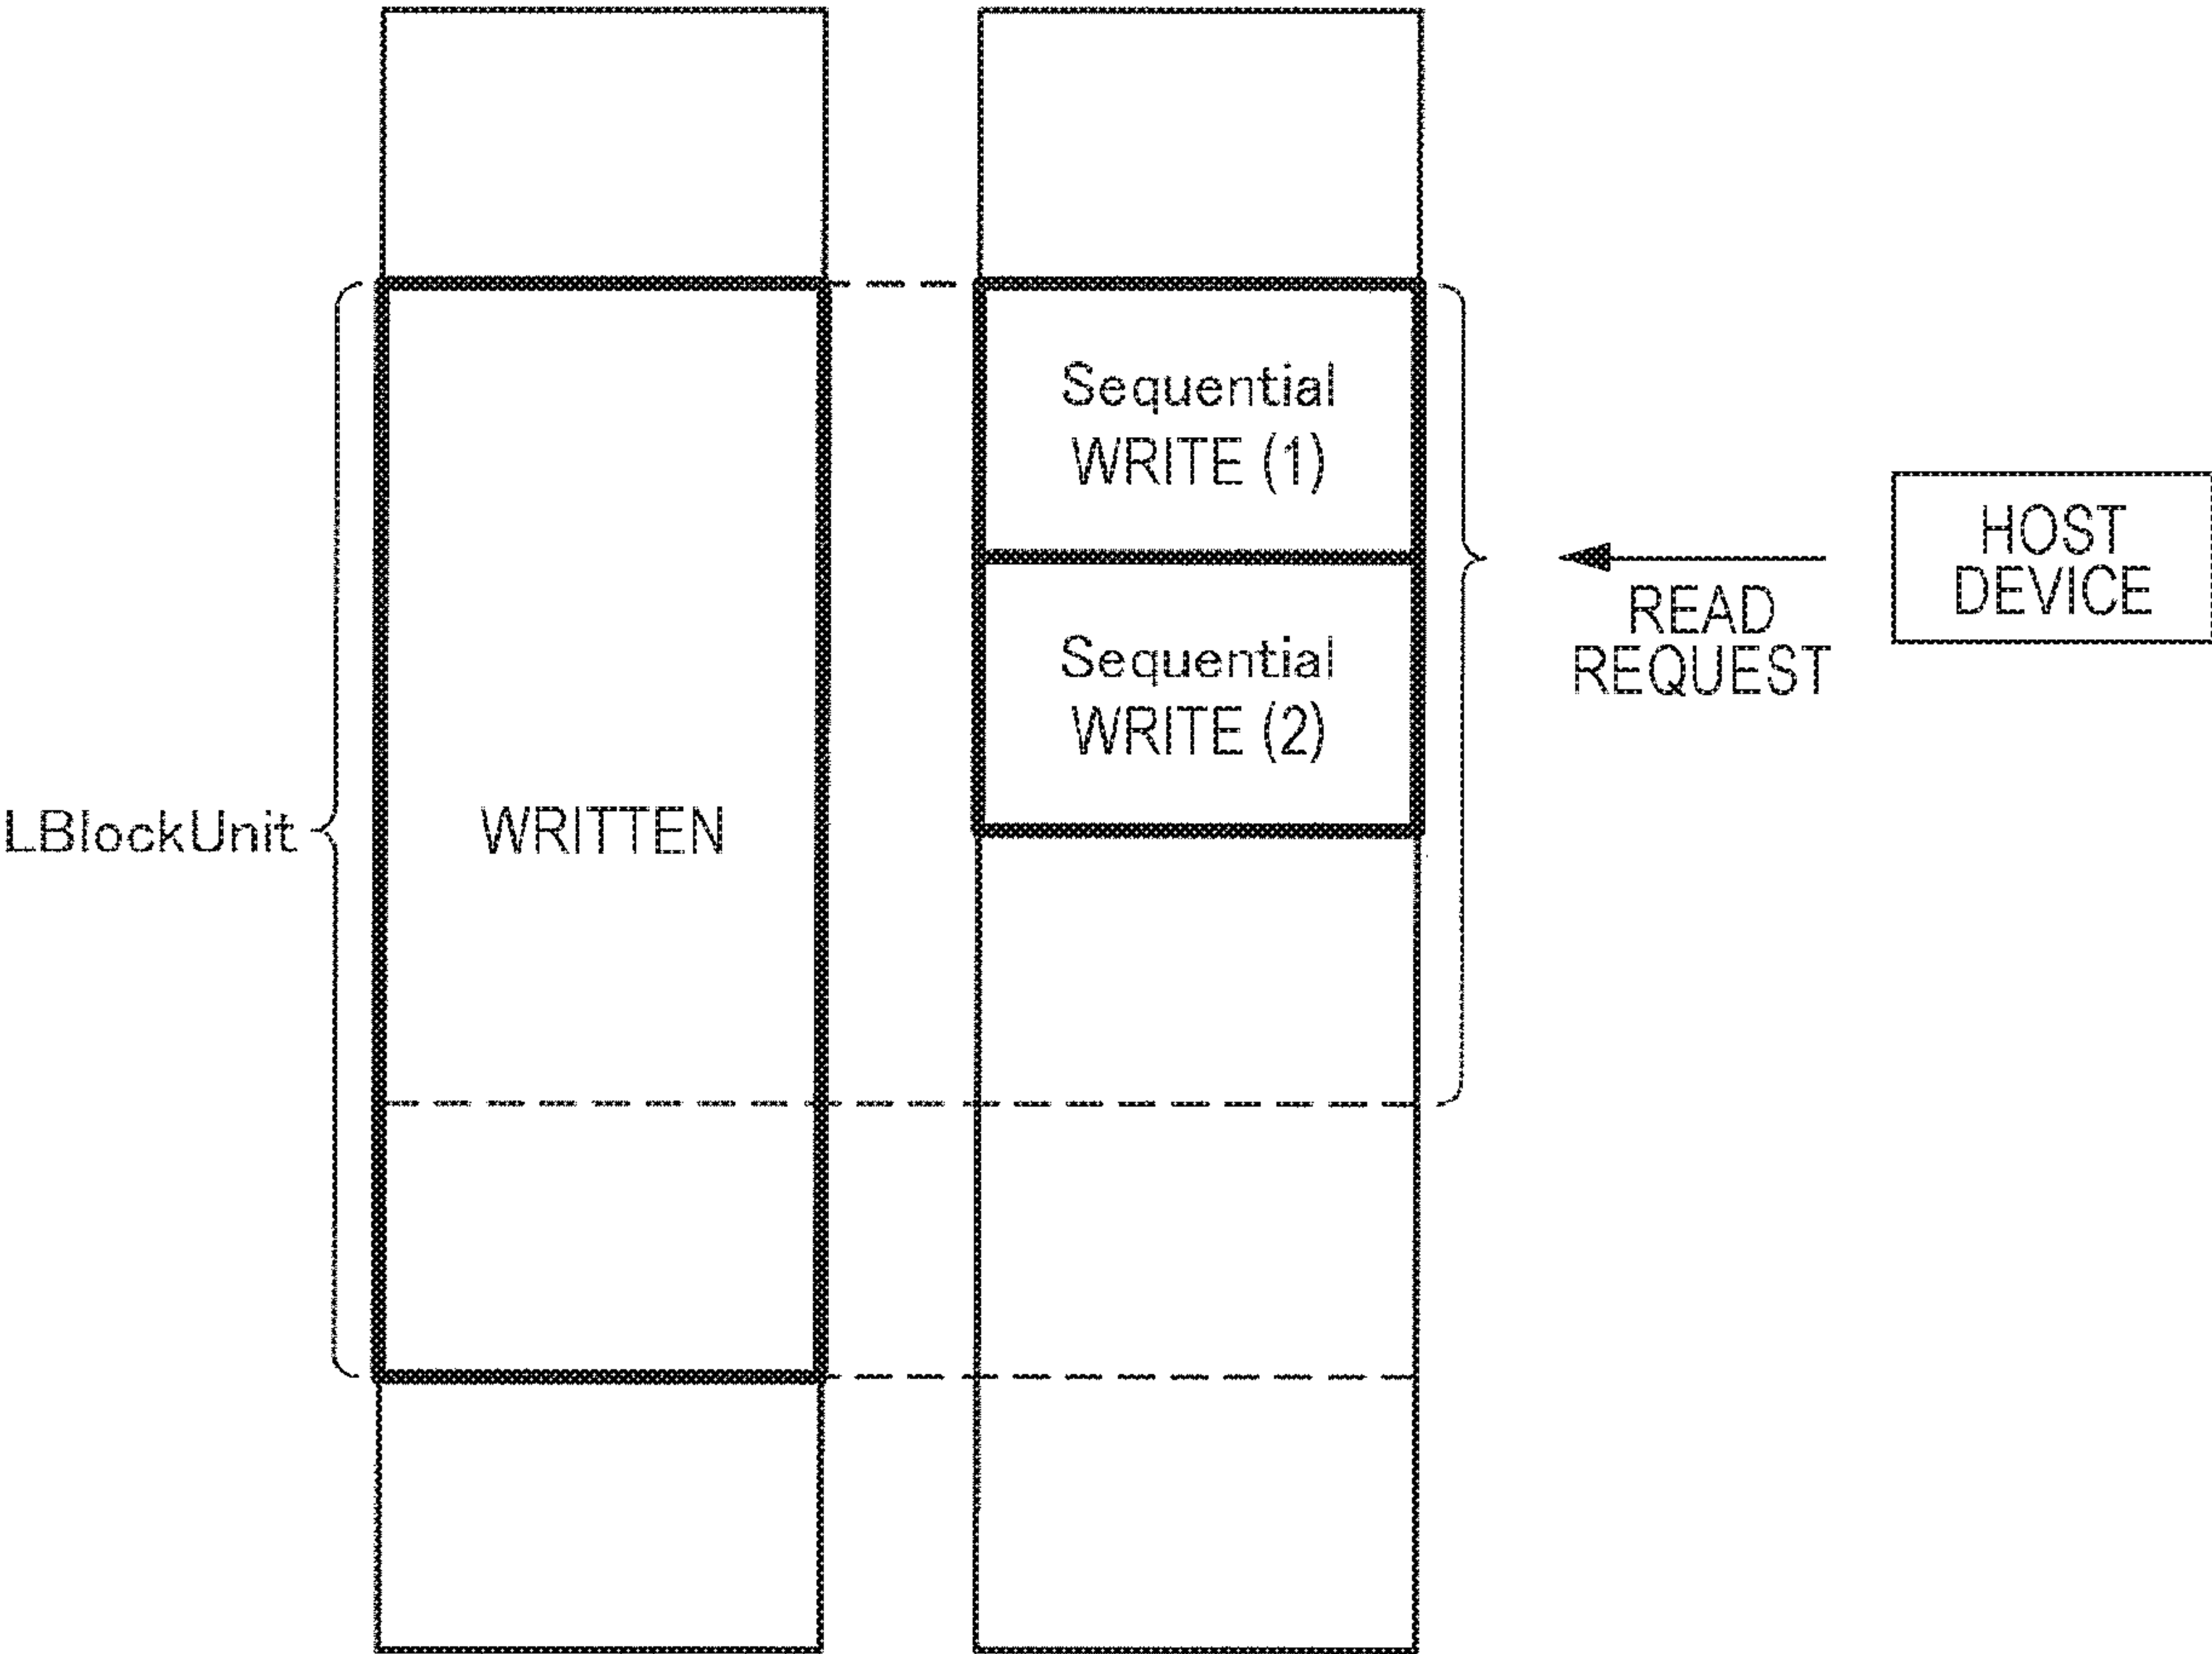 LBlockUnit
WRITTEN
Sequential
WRITE (1)
Sequential
WRITE (2)
READ
REQUEST
HOST
DEVICE